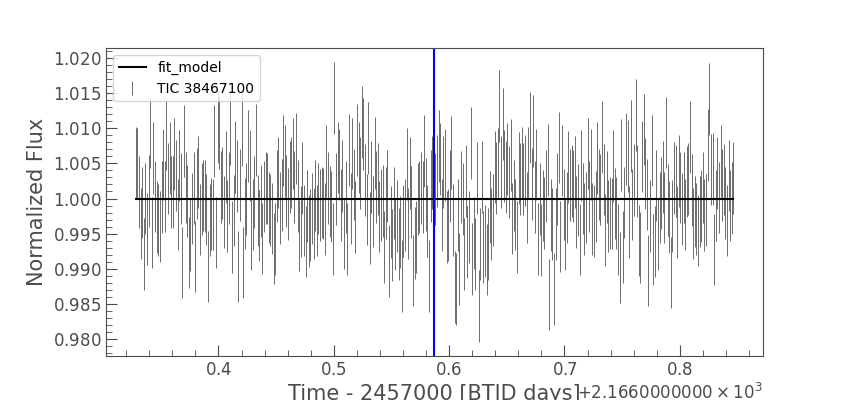 Normalized Flux
1.020
1.015
1.010
1.005
1.000
0.995
0.990
0.985
0.980
fit_model
TIC 38467100
0.4 0.5 0.6 0.7 0.8
Time - 2457000 [BTJD days]
+2.1660000000 × 10³